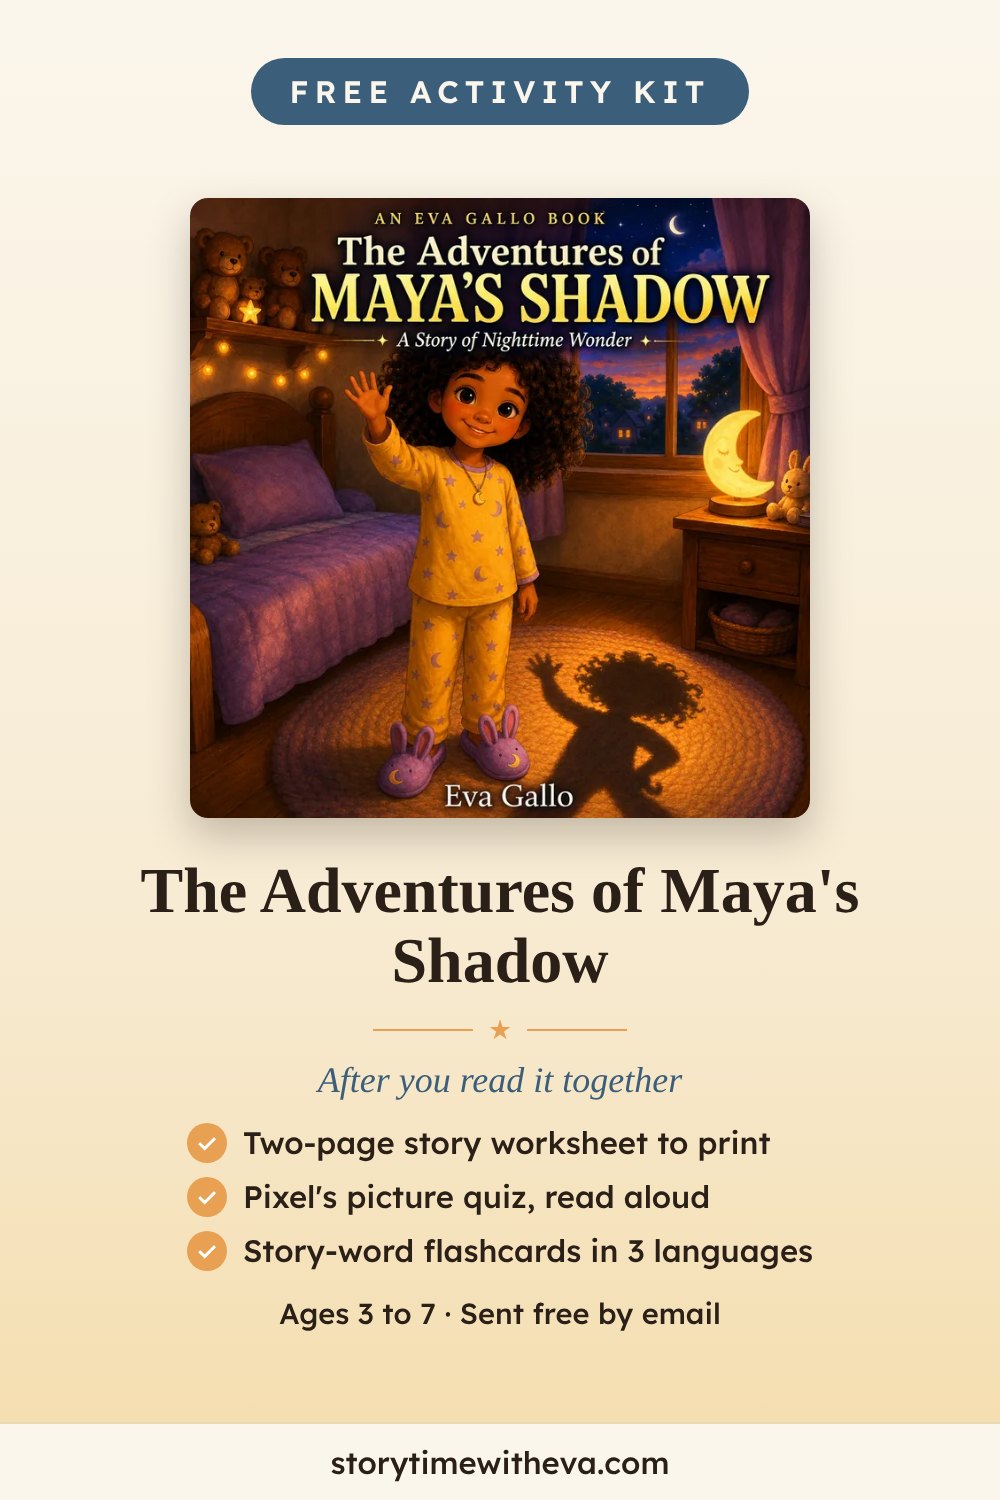 FREE ACTIVITY KIT
AN EVA GALLO BOOK
The Adventures of
MAYA'S SHADOW
A Story of Nighttime Wonder
Eva Gallo
The Adventures of Maya's
Shadow
After you read it together
Two-page story worksheet to print
Pixel's picture quiz, read aloud
Story-word flashcards in 3 languages
Ages 3 to 7 · Sent free by email
storytimewitheva.com